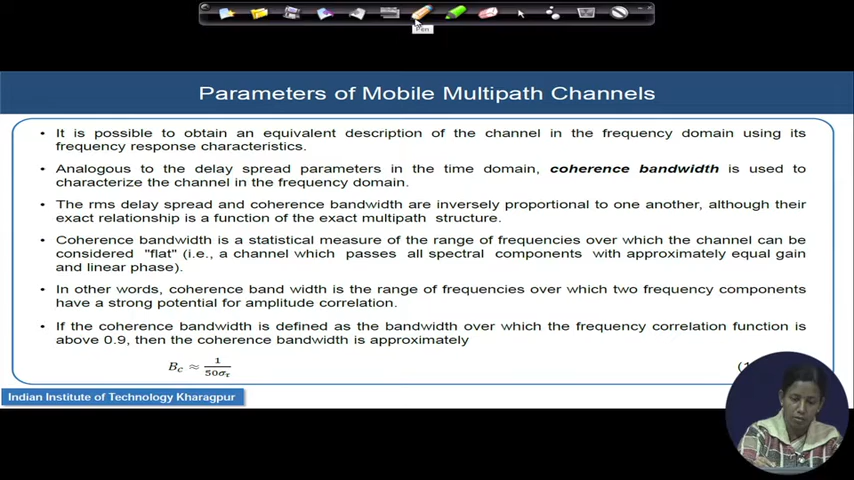 Pen
Parameters of Mobile Multipath Channels
• It is possible to obtain an equivalent description of the channel in the frequency domain using its
frequency response characteristics.
• Analogous to the delay spread parameters in the time domain, coherence bandwidth is used to
characterize the channel in the frequency domain.
• The rms delay spread and coherence bandwidth are inversely proportional to one another, although their
exact relationship is a function of the exact multipath structure.
• Coherence bandwidth is a statistical measure of the range of frequencies over which the channel can be
considered "flat" (i.e., a channel which passes all spectral components with approximately equal gain
and linear phase).
• In other words, coherence band width is the range of frequencies over which two frequency components
have a strong potential for amplitude correlation.
• If the coherence bandwidth is defined as the bandwidth over which the frequency correlation function is
above 0.9, then the coherence bandwidth is approximately
B_c ≈ 1/(50σ_τ)
Indian Institute of Technology Kharagpur